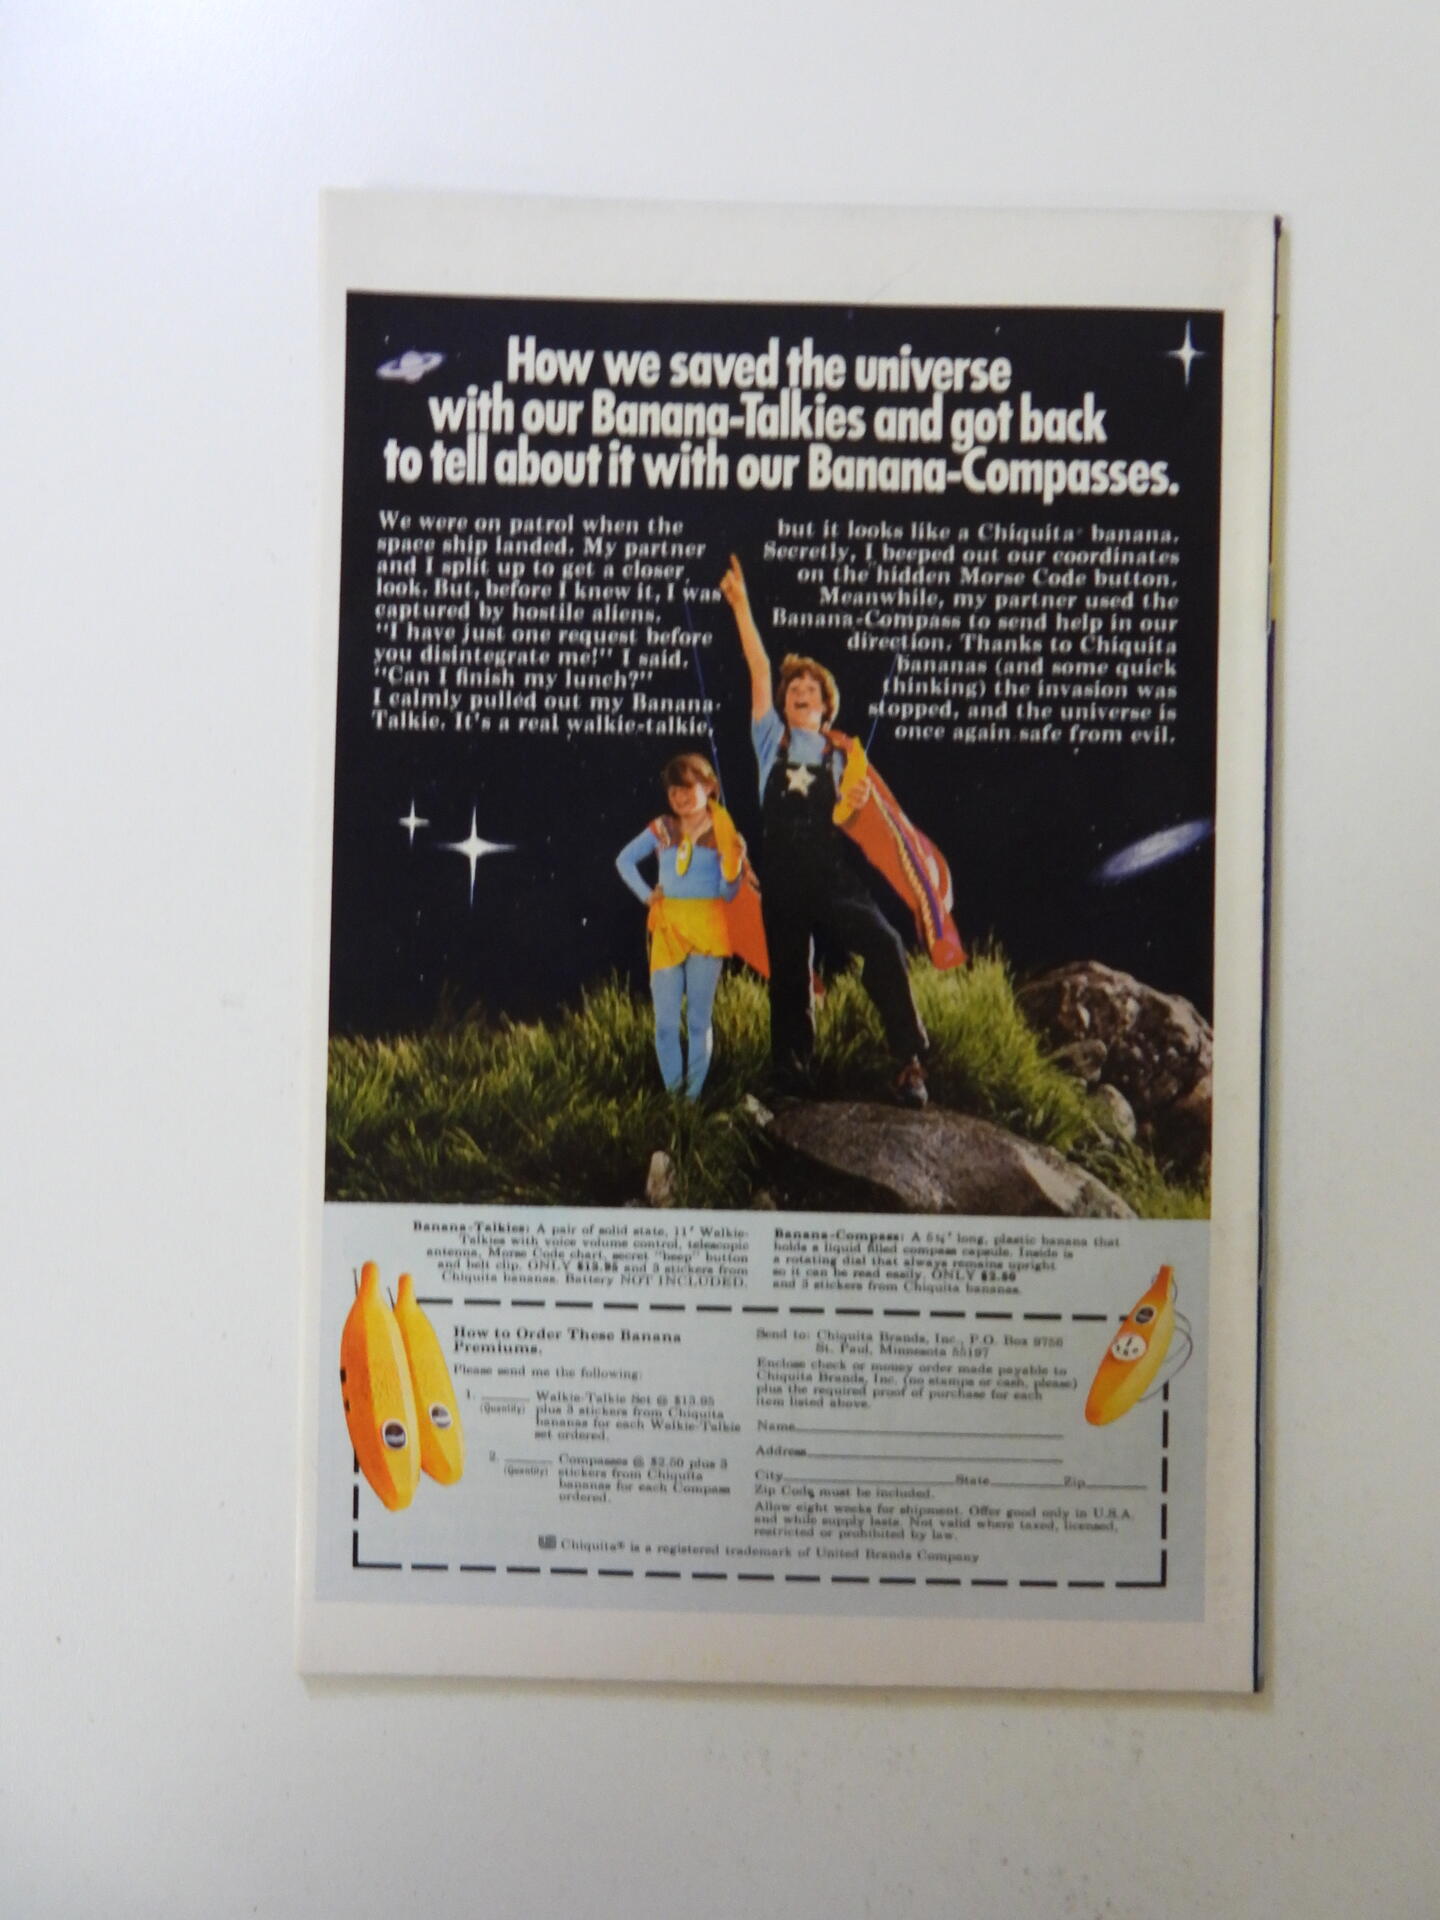 How we saved the universe
with our Banana-Talkies and got back
to tell about it with our Banana-Compasses.
We were on patrol when the
space ship landed. My partner
and I split up to get a closer
look. But, before I knew it, I was
captured by hostile aliens.
"I have just one request before
you disintegrate me!" I said.
"Can I finish my lunch?"
I calmly pulled out my Banana-
Talkie. It's a real walkie-talkie,
but it looks like a Chiquita® banana.
Secretly, I beeped out our coordinates
on the hidden Morse Code button.
Meanwhile, my partner used the
Banana-Compass to send help in our
direction. Thanks to Chiquita
Bananas (and some quick
thinking) the invasion was
stopped, and the universe is
once again safe from evil.
Banana-Talkies: A pair of solid state, 11" Walkie-
Talkies with voice volume control, telescopic
antenna, Morse Code chart, secret "beep" button
and belt clip. ONLY $13.95 and 3 stickers from
Chiquita bananas. Battery NOT INCLUDED.
Banana-Compass: A 5¼" long, plastic banana that
holds a liquid filled compass capsule. Inside is
a rotating dial that always remains upright
so it can be read easily. ONLY $2.50
and 3 stickers from Chiquita bananas.
How to Order These Banana
Premiums.
Please send me the following:
1. ______ Walkie-Talkie Set @ $13.95
(Quantity) plus 3 stickers from Chiquita
bananas for each Walkie-Talkie
set ordered.
2. ______ Compasses @ $2.50 plus 3
(Quantity) stickers from Chiquita
bananas for each Compass
ordered.
Send to: Chiquita Brands, Inc., P.O. Box 9756
St. Paul, Minnesota 55197
Enclose check or money order made payable to
Chiquita Brands, Inc. (no stamps or cash, please)
plus the required proof of purchase for each
item listed above.
Name
Address
City State Zip
Zip Code must be included.
Allow eight weeks for shipment. Offer good only in U.S.A.
and while supply lasts. Not valid where taxed, licensed,
restricted or prohibited by law.
Chiquita® is a registered trademark of United Brands Company